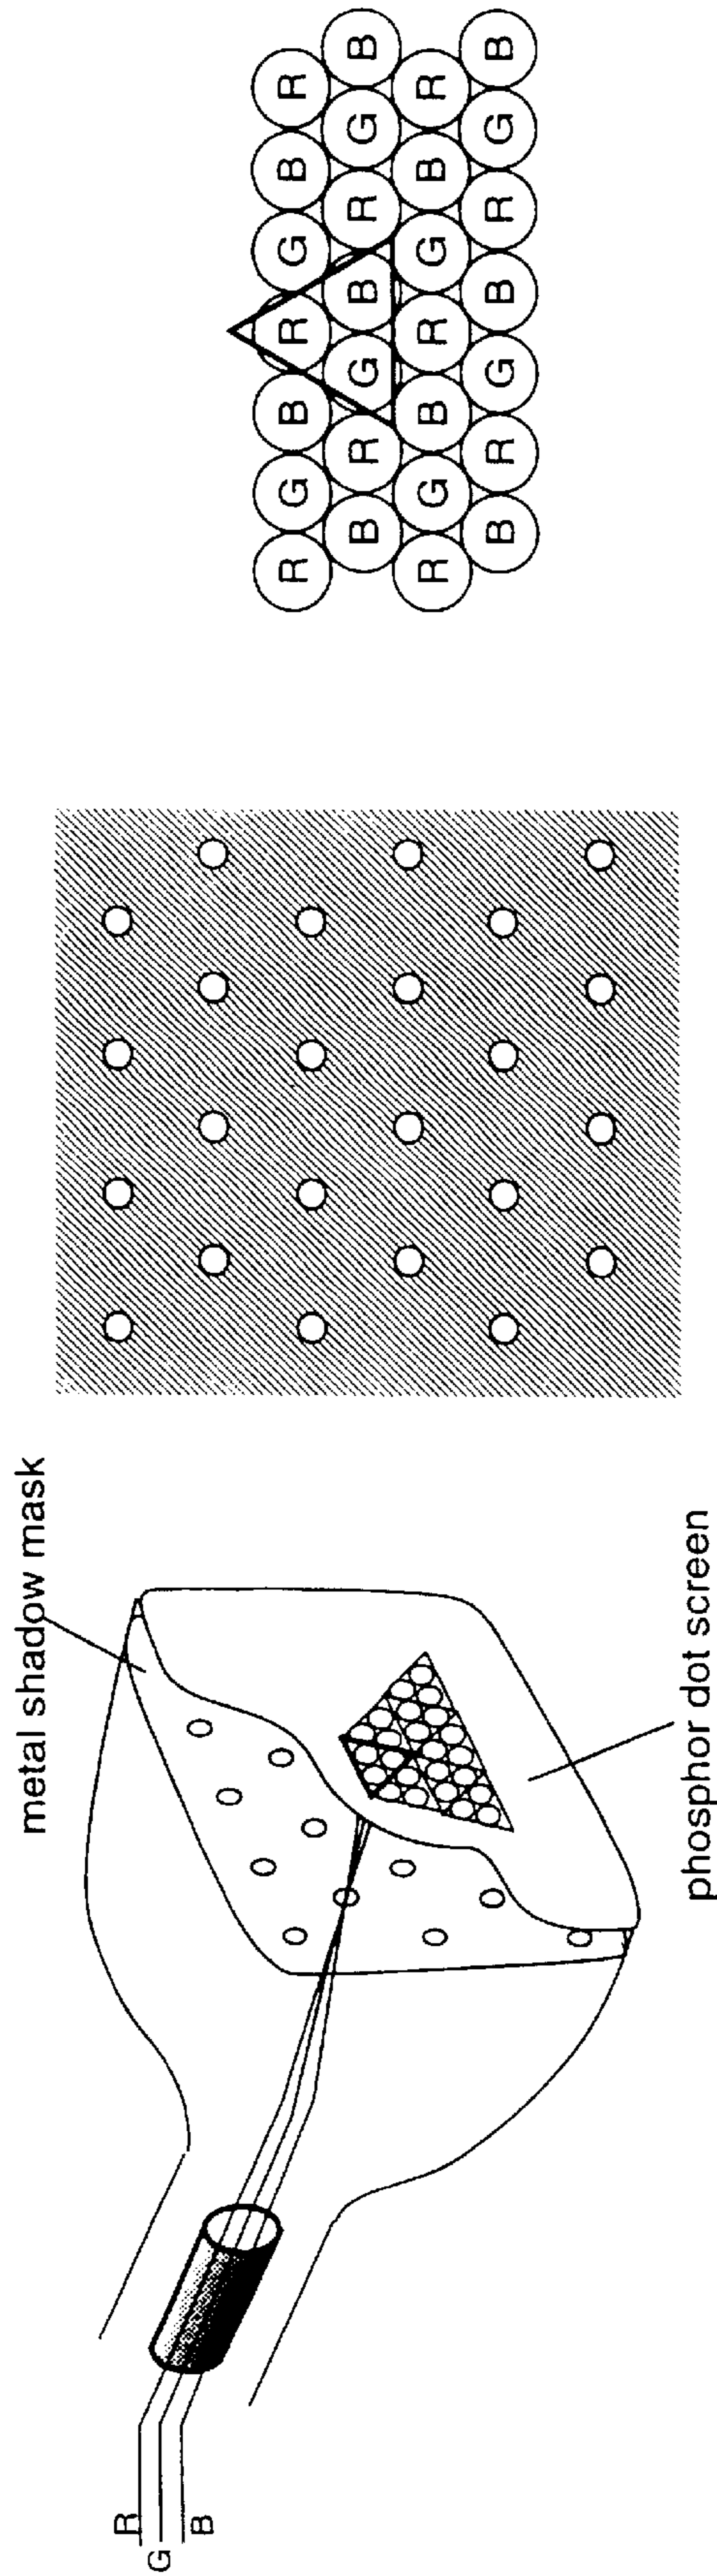 metal shadow mask
R
G
B
phosphor dot screen
R G B R G B R
B R G B R G B
R G B R G B R
B R G B R G B